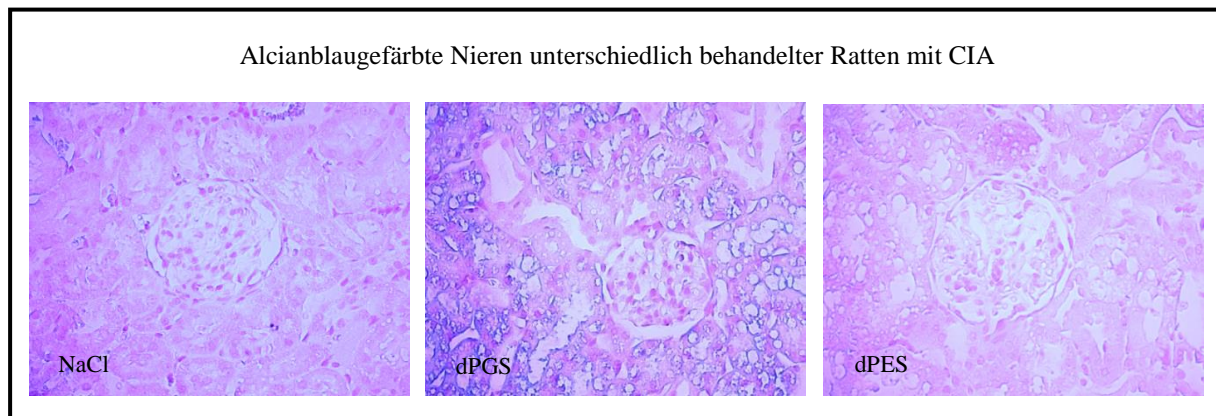 Alcianblaugefärbte Nieren unterschiedlich behandelter Ratten mit CIA
NaCl
dPGS
dPES